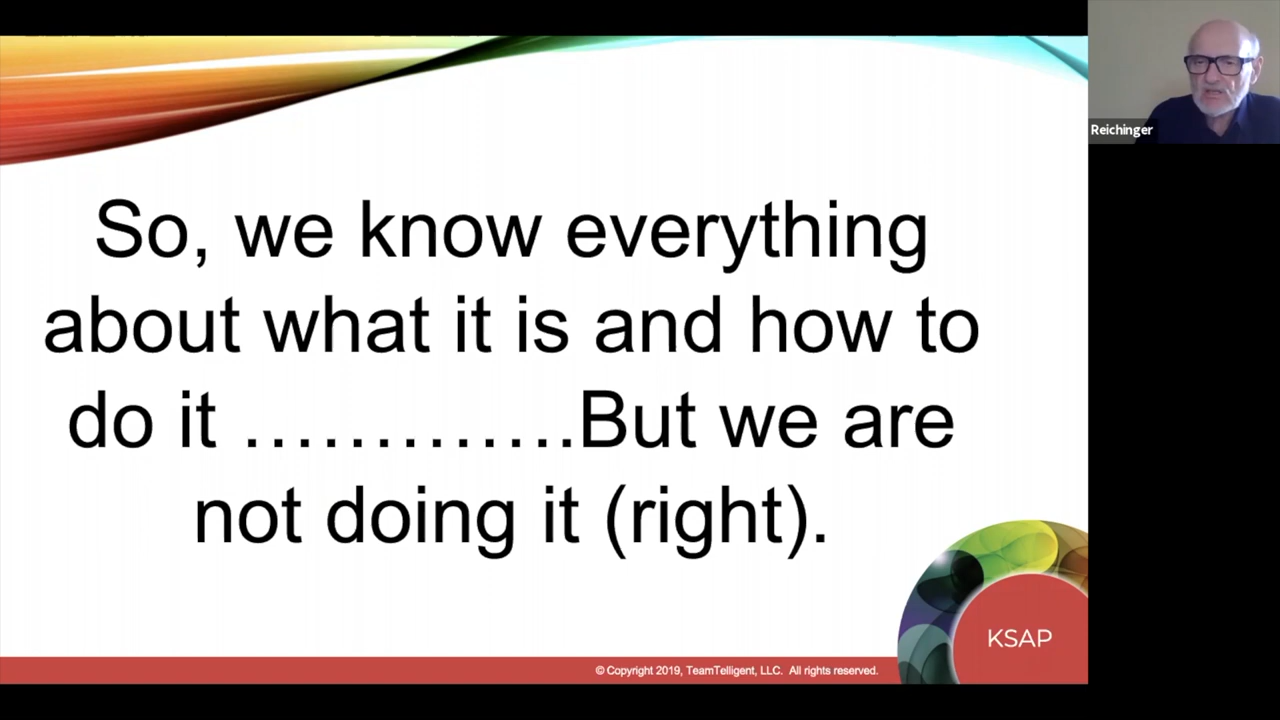 Reichinger
So, we know everything
about what it is and how to
do it ………….But we are
not doing it (right).
KSAP
© Copyright 2019, TeamTelligent, LLC. All rights reserved.